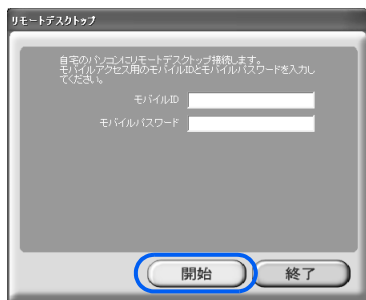 リモートデスクトップ
自宅のパソコンにリモートデスクトップ接続します。
モバイルアクセス用のモバイルIDとモバイルパスワードを入力し
てください。
モバイルID
モバイルパスワード
開始
終了